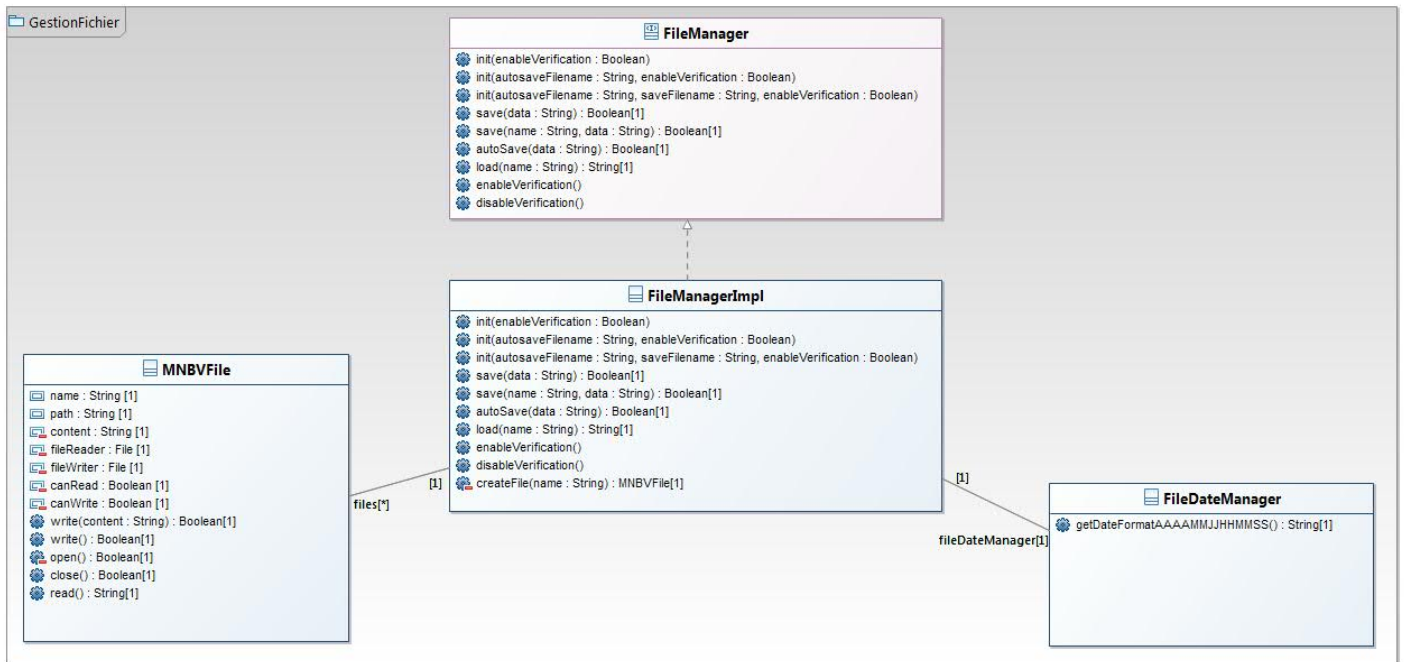 GestionFichier
FileManager
init(enableVerification : Boolean)
init(autosaveFilename : String, enableVerification : Boolean)
init(autosaveFilename : String, saveFilename : String, enableVerification : Boolean)
save(data : String) : Boolean[1]
save(name : String, data : String) : Boolean[1]
autoSave(data : String) : Boolean[1]
load(name : String) : String[1]
enableVerification()
disableVerification()
FileManagerImpl
init(enableVerification : Boolean)
init(autosaveFilename : String, enableVerification : Boolean)
init(autosaveFilename : String, saveFilename : String, enableVerification : Boolean)
save(data : String) : Boolean[1]
save(name : String, data : String) : Boolean[1]
autoSave(data : String) : Boolean[1]
load(name : String) : String[1]
enableVerification()
disableVerification()
createFile(name : String) : MNBVFile[1]
MNBVFile
name : String [1]
path : String [1]
content : String [1]
fileReader : File [1]
fileWriter : File [1]
canRead : Boolean [1]
canWrite : Boolean [1]
write(content : String) : Boolean[1]
write() : Boolean[1]
open() : Boolean[1]
close() : Boolean[1]
read() : String[1]
[1]
files[*]
[1]
fileDateManager[1]
FileDateManager
getDateFormatAAAAMMJJHHMMSS() : String[1]